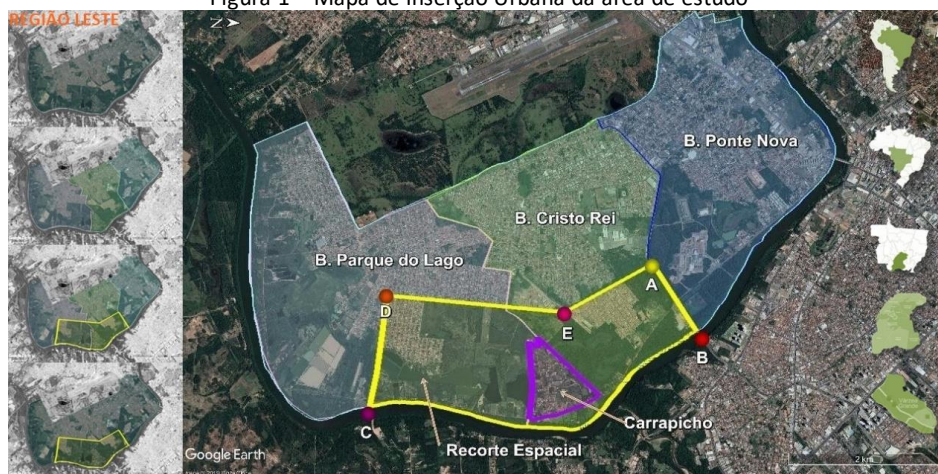 Figura 1 – Mapa de Inserção Urbana da área de estudo
REGIÃO LESTE
Z
B. Ponte Nova
B. Cristo Rei
B. Parque do Lago
A
D
E
B
C
Carrapicho
Recorte Espacial
Google Earth
2 km